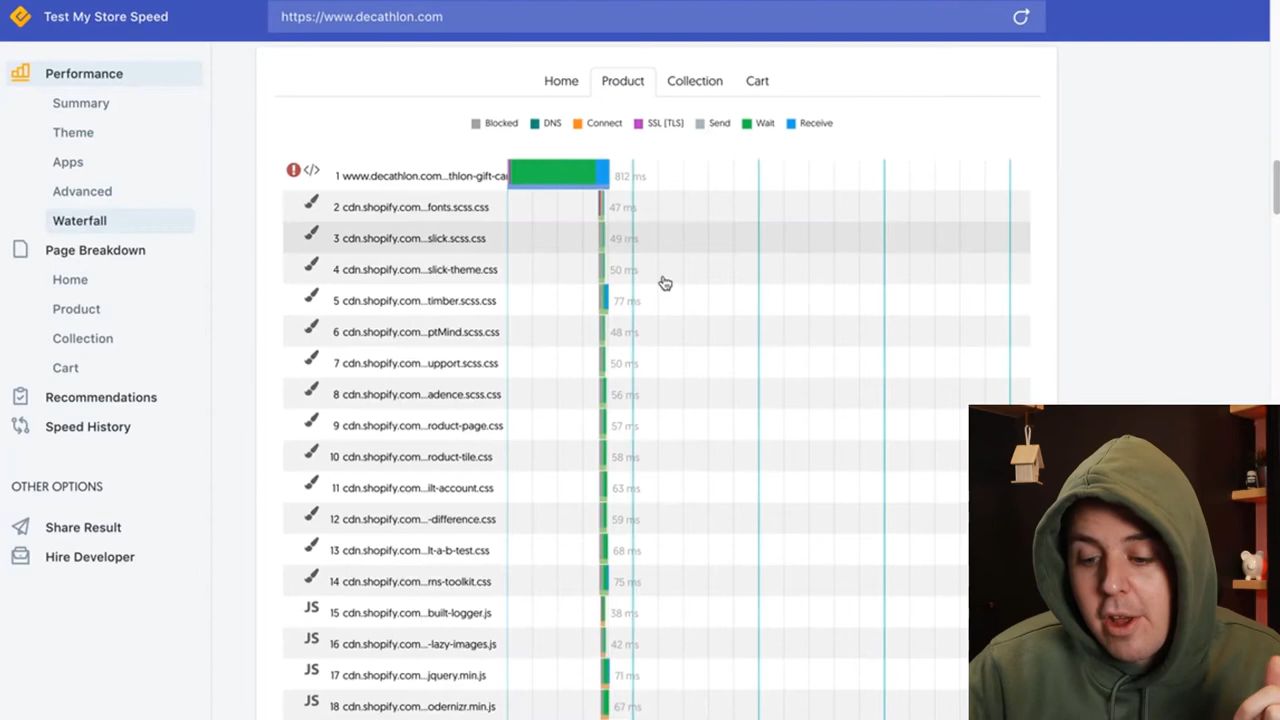 Test My Store Speed
https://www.decathlon.com
Performance
Summary
Theme
Apps
Advanced
Waterfall
Page Breakdown
Home
Product
Collection
Cart
Recommendations
Speed History
OTHER OPTIONS
Share Result
Hire Developer
Home Product Collection Cart
Blocked DNS Connect SSL [TLS] Send Wait Receive
</> 1 www.decathlon.com...thlon-gift-ca 812 ms
2 cdn.shopify.com...fonts.scss.css 47 ms
3 cdn.shopify.com...slick.scss.css 49 ms
4 cdn.shopify.com...slick-theme.css 50 ms
5 cdn.shopify.com...timber.scss.css 77 ms
6 cdn.shopify.com...ptMind.scss.css 48 ms
7 cdn.shopify.com...upport.scss.css 50 ms
8 cdn.shopify.com...adence.scss.css 56 ms
9 cdn.shopify.com...roduct-page.css 57 ms
10 cdn.shopify.com...roduct-tile.css 58 ms
11 cdn.shopify.com...ilt-account.css 63 ms
12 cdn.shopify.com...-difference.css 59 ms
13 cdn.shopify.com...lt-a-b-test.css 68 ms
14 cdn.shopify.com...rns-toolkit.css 75 ms
JS 15 cdn.shopify.com...built-logger.js 38 ms
JS 16 cdn.shopify.com...-lazy-images.js 42 ms
JS 17 cdn.shopify.com...jquery.min.js 71 ms
JS 18 cdn.shopify.com...odernizr.min.js 67 ms